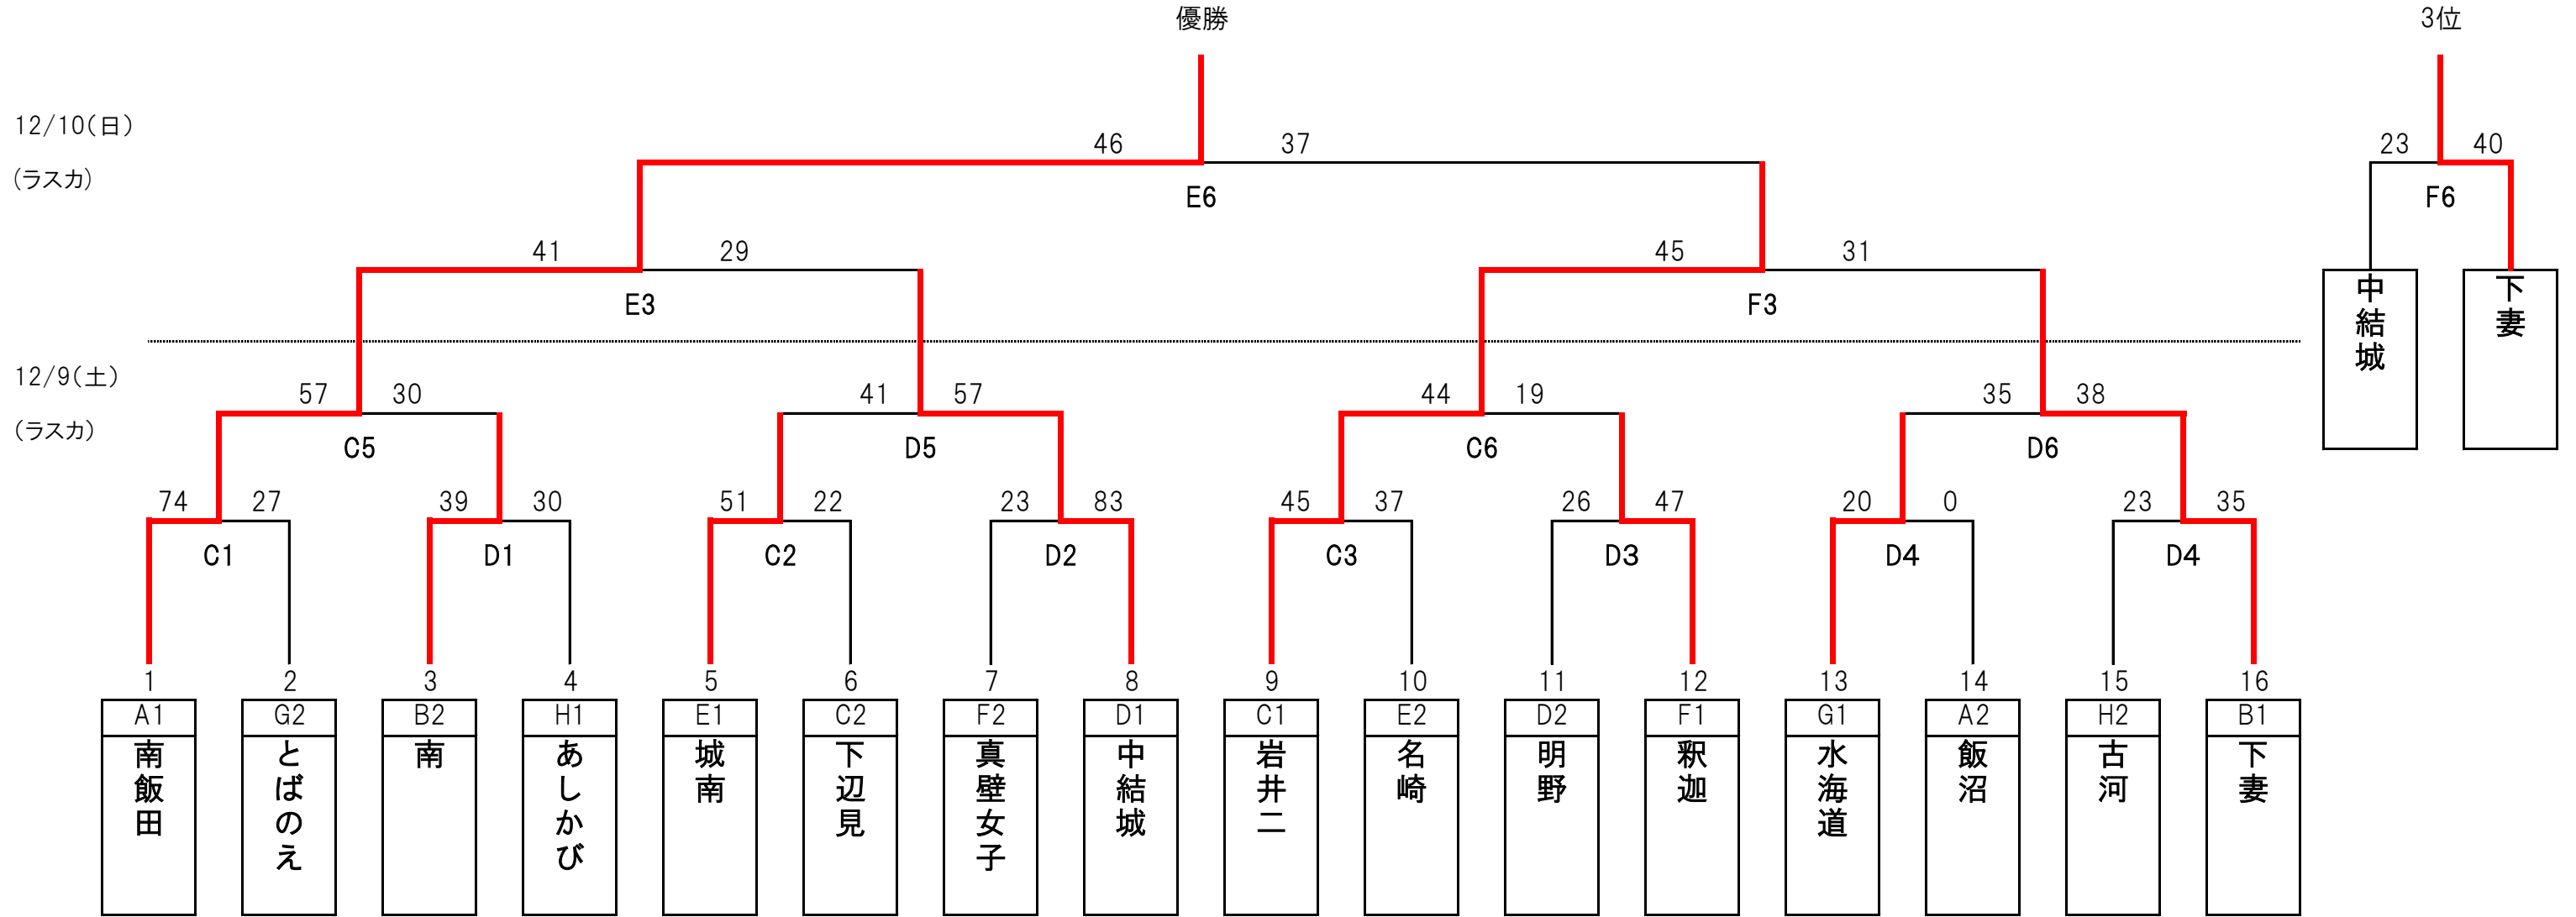 優勝
3位
12/10(日)
46 37
23 40
(ラスカ)
E6
F6
41 29
45 31
E3
F3
中結城
下妻
12/9(土)
57 30
41 57
44 19
35 38
(ラスカ)
C5
D5
C6
D6
74 27
39 30
51 22
23 83
45 37
26 47
20 0
23 35
C1
D1
C2
D2
C3
D3
D4
D4
1 2 3 4 5 6 7 8 9 10 11 12 13 14 15 16
A1 G2 B2 H1 E1 C2 F2 D1 C1 E2 D2 F1 G1 A2 H2 B1
南飯田
とばのえ
南
あしかび
城南
下辺見
真壁女子
中結城
岩井二
名崎
明野
釈迦
水海道
飯沼
古河
下妻